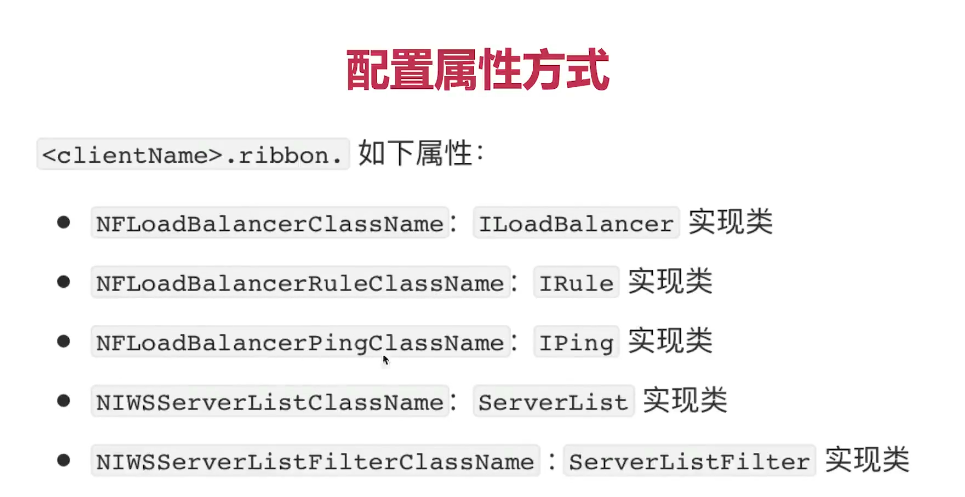 配置属性方式
<clientName>.ribbon. 如下属性：
• NFLoadBalancerClassName： ILoadBalancer 实现类
• NFLoadBalancerRuleClassName： IRule 实现类
• NFLoadBalancerPingClassName： IPing 实现类
• NIWSServerListClassName： ServerList 实现类
• NIWSServerListFilterClassName ：ServerListFilter 实现类